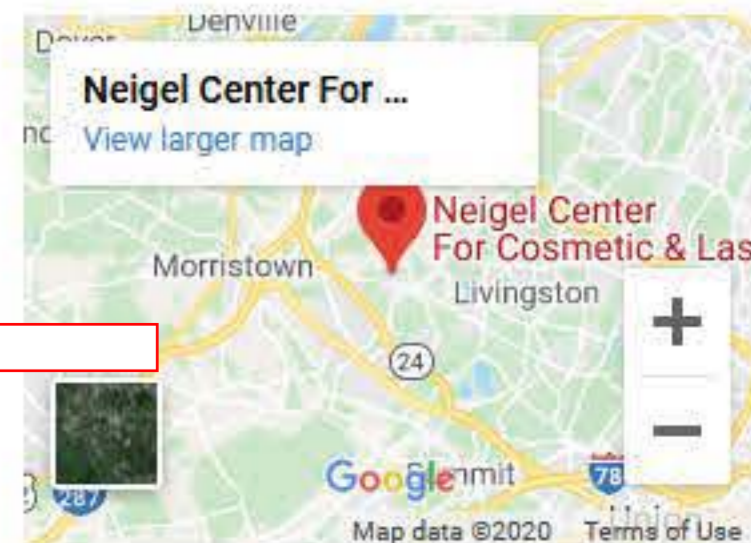 Denville
Dover
Neigel Center For ...
View larger map
Neigel Center
For Cosmetic & Las
Morristown
Livingston
24
Google
78
287
Map data ©2020 Terms of Use